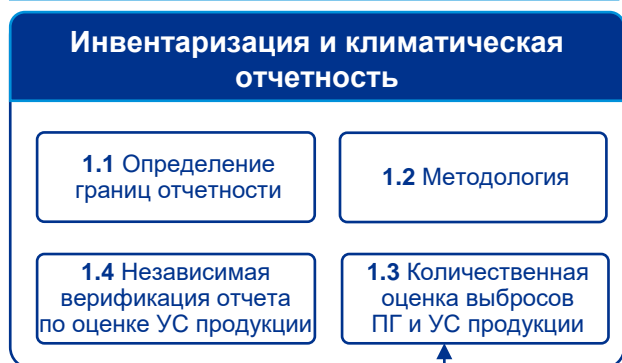 Инвентаризация и климатическая
отчетность
1.1 Определение
границ отчетности
1.2 Методология
1.4 Независимая
верификация отчета
по оценке УС продукции
1.3 Количественная
оценка выбросов
ПГ и УС продукции